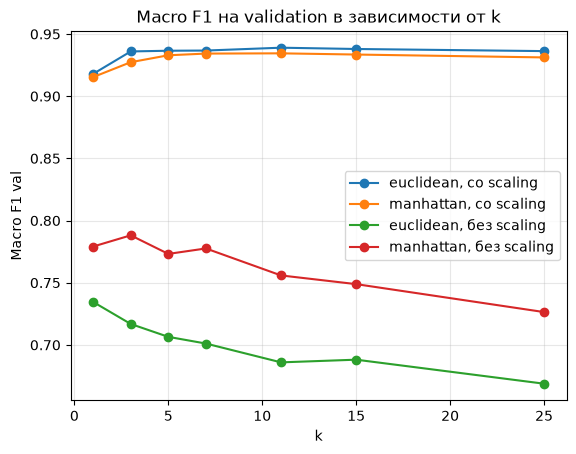 Macro F1 на validation в зависимости от k
0.95
0.90
0.85
0.80
0.75
0.70
Macro F1 val
euclidean, со scaling
manhattan, со scaling
euclidean, без scaling
manhattan, без scaling
0
5
10
15
20
25
k